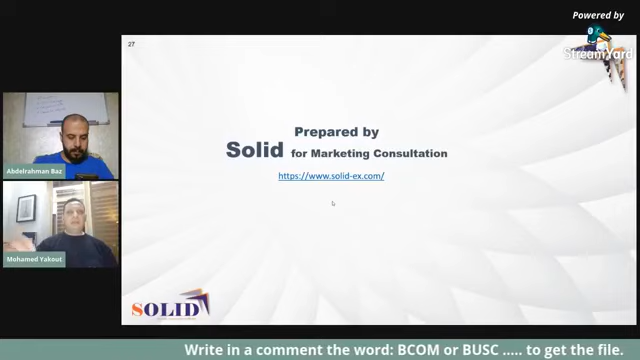 Powered by
StreamYard
27
Prepared by
Solid for Marketing Consultation
https://www.solid-ex.com/
Abdelrahman Baz
Mohamed Yakout
SOLID
Write in a comment the word: BCOM or BUSC ..... to get the file.